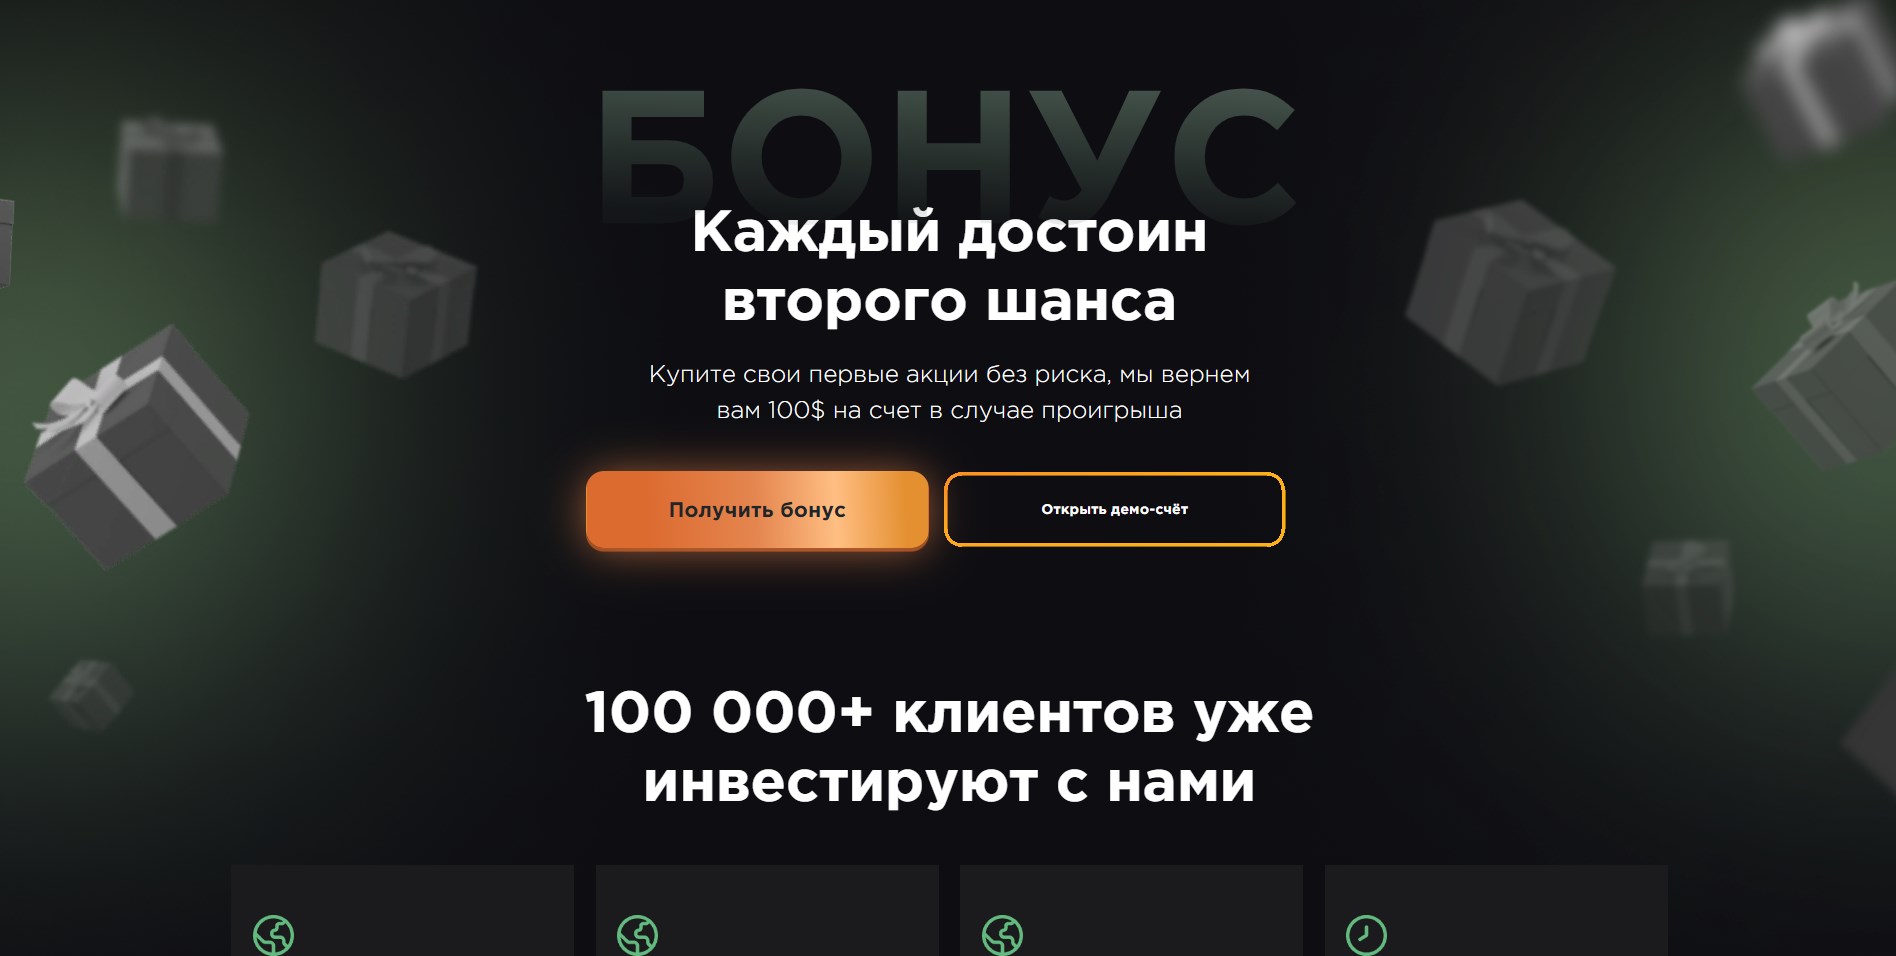 БОНУС
Каждый достоин
второго шанса
Купите свои первые акции без риска, мы вернем
вам 100$ на счет в случае проигрыша
Получить бонус
Открыть демо-счёт
100 000+ клиентов уже
инвестируют с нами